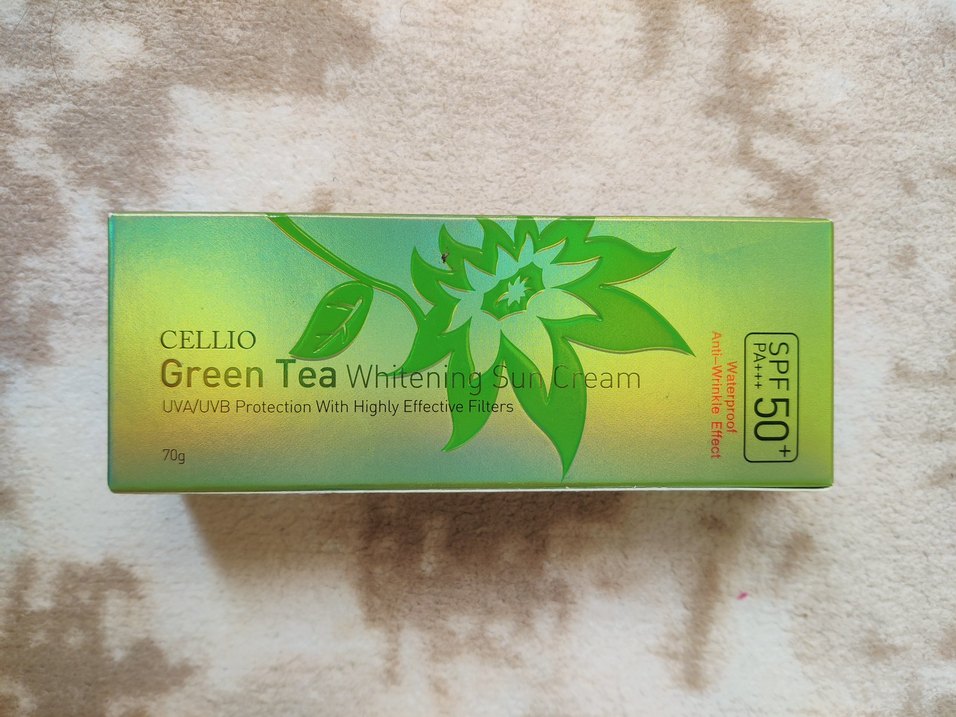 CELLIO
Green Tea Whitening Sun Cream
UVA/UVB Protection With Highly Effective Filters
70g
Waterproof
Anti-Wrinkle Effect
SPF 50+
PA+++